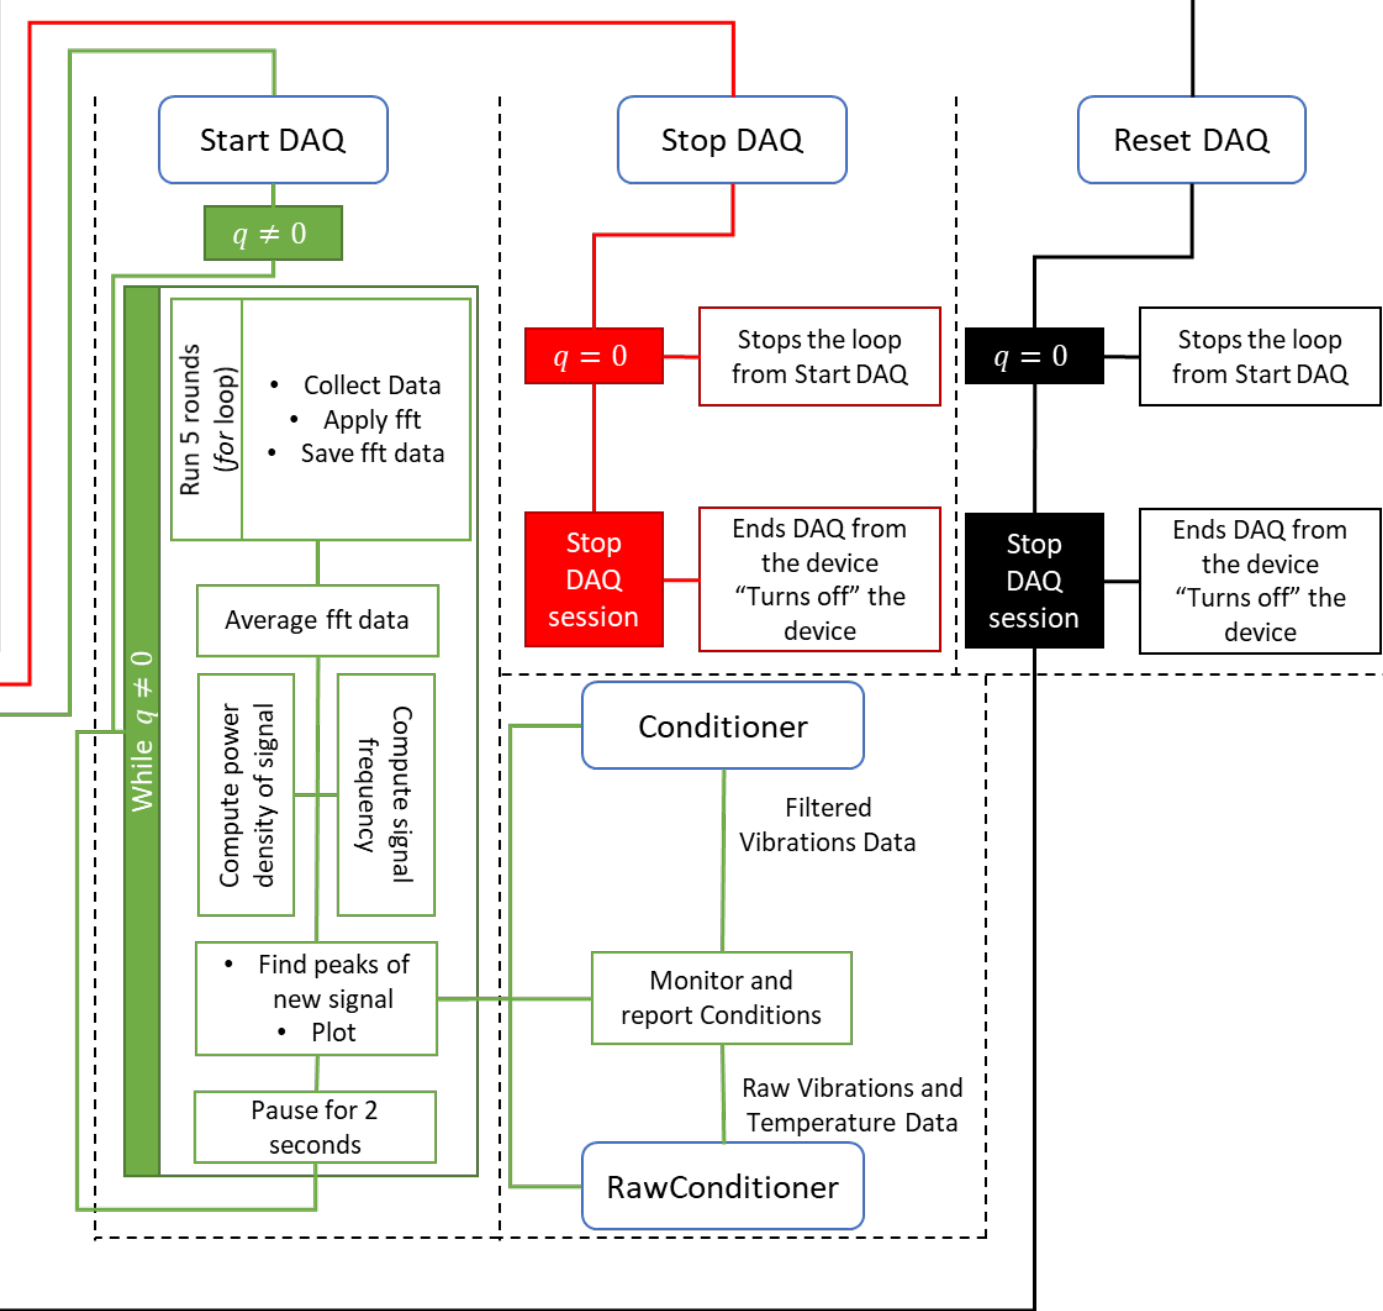 Start DAQ
q ≠ 0
While q ≠ 0
Run 5 rounds
(for loop)
• Collect Data
• Apply fft
• Save fft data
Average fft data
Compute power
density of signal
Compute signal
frequency
• Find peaks of
new signal
• Plot
Pause for 2
seconds
Stop DAQ
q = 0
Stops the loop
from Start DAQ
Stop
DAQ
session
Ends DAQ from
the device
“Turns off” the
device
Reset DAQ
q = 0
Stops the loop
from Start DAQ
Stop
DAQ
session
Ends DAQ from
the device
“Turns off” the
device
Conditioner
Filtered
Vibrations Data
Monitor and
report Conditions
Raw Vibrations and
Temperature Data
RawConditioner